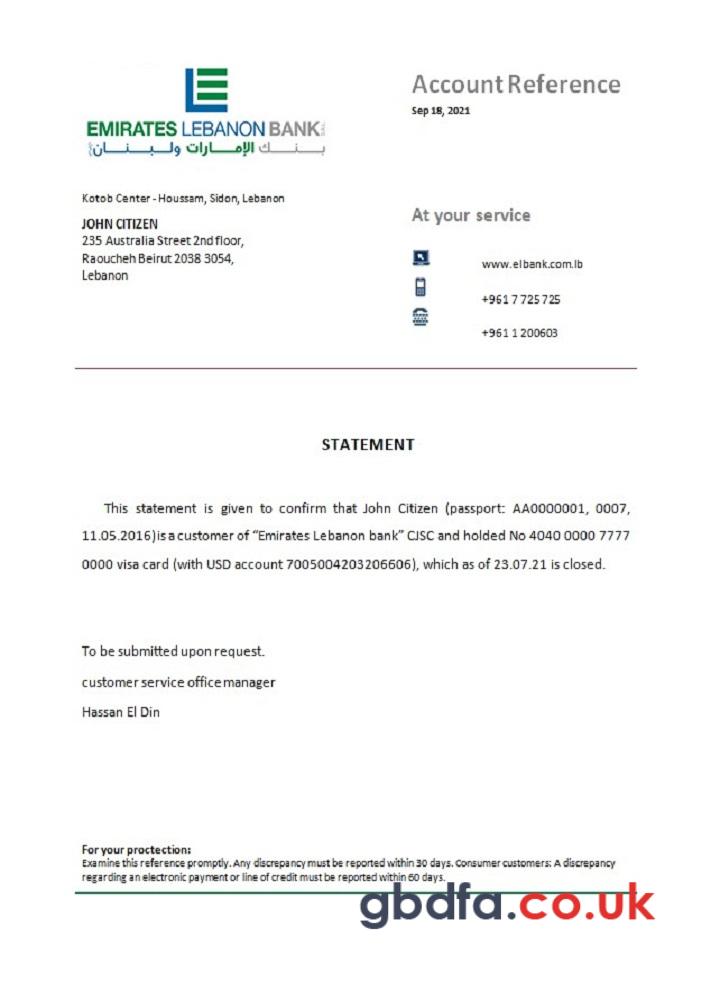 EMIRATES LEBANON BANK
بنك الإمارات ولبنان
Account Reference
Sep 18, 2021
Kotob Center - Houssam, Sidon, Lebanon
JOHN CITIZEN
235 Australia Street 2nd floor,
Raoucheh Beirut 2038 3054,
Lebanon
At your service
www.elbank.com.lb
+961 7 725 725
+961 1 200603
STATEMENT
This statement is given to confirm that John Citizen (passport: AA0000001, 0007,
11.05.2016) is a customer of “Emirates Lebanon bank” CJSC and holded No 4040 0000 7777
0000 visa card (with USD account 7005004203206606), which as of 23.07.21 is closed.
To be submitted upon request.
customer service office manager
Hassan El Din
For your proctection:
Examine this reference promptly. Any discrepancy must be reported within 30 days. Consumer customers: A discrepancy
regarding an electronic payment or line of credit must be reported within 60 days.
gbdfa.co.uk